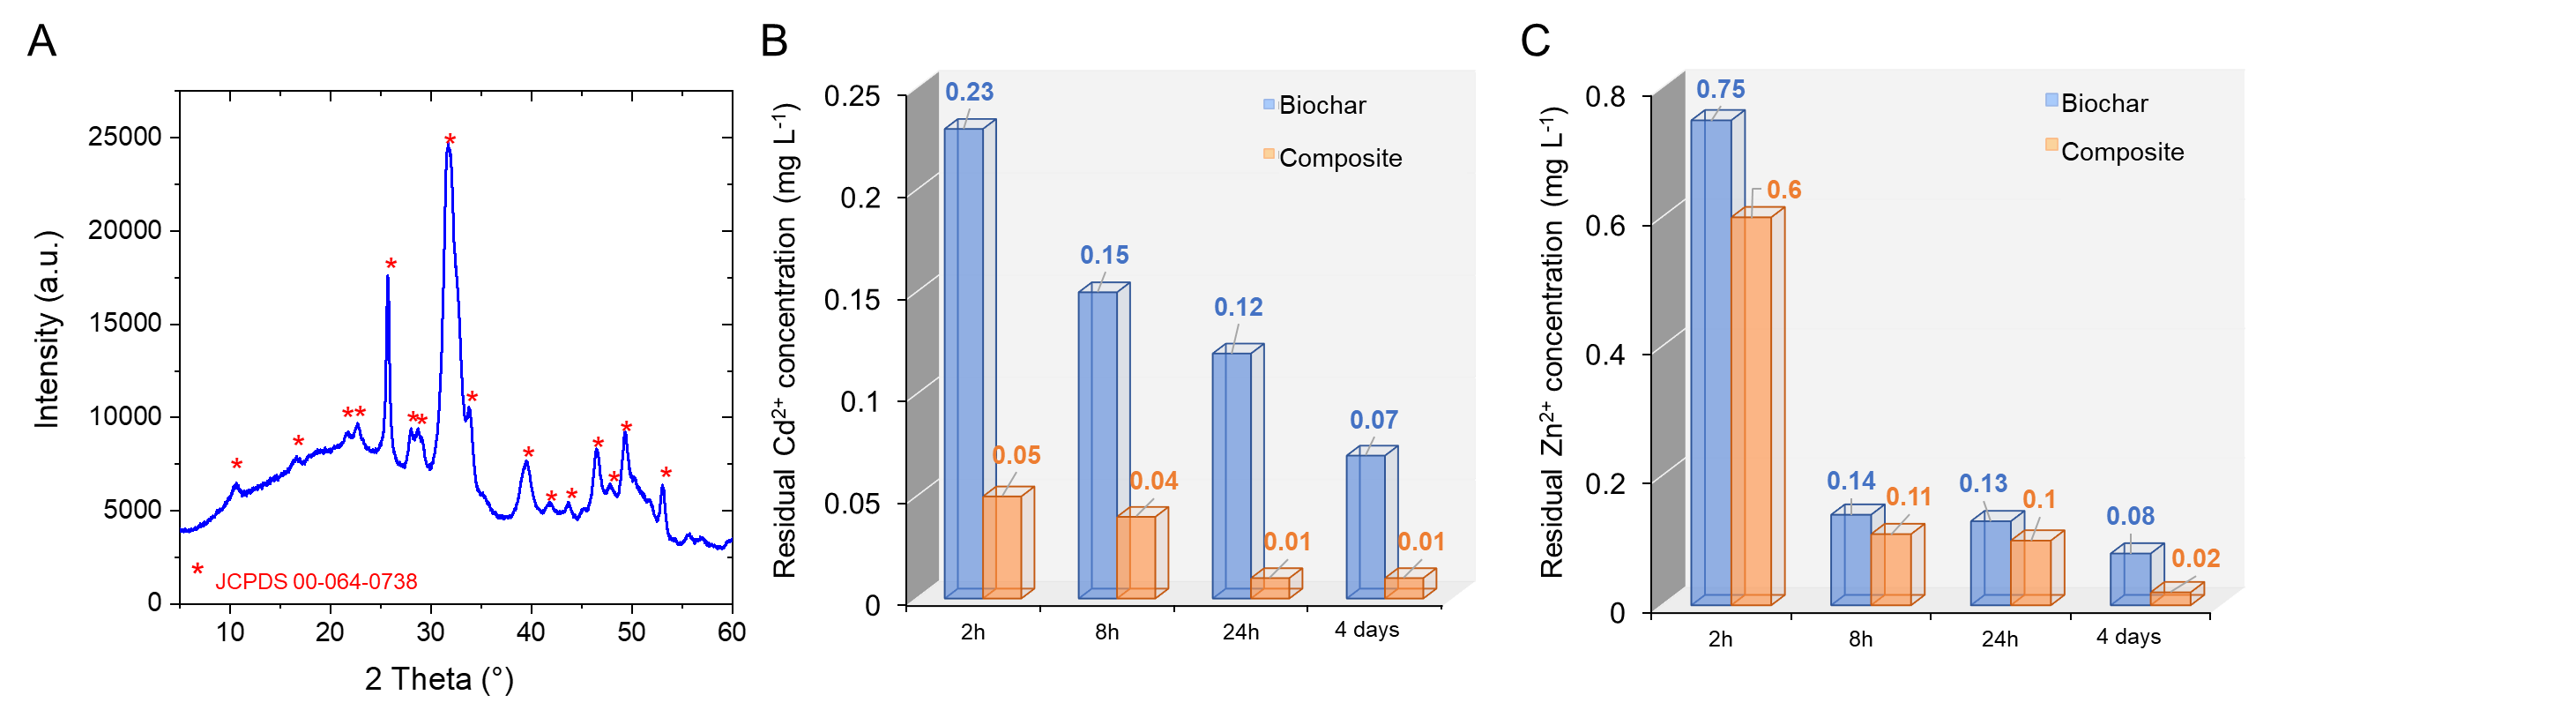 A
Intensity (a.u.)
25000
20000
15000
10000
5000
0
10 20 30 40 50 60
2 Theta (°)
* JCPDS 00-064-0738
B
Residual Cd²⁺ concentration (mg L⁻¹)
0.25
0.2
0.15
0.1
0.05
0
Biochar
Composite
0.23
0.05
0.15
0.04
0.12
0.01
0.07
0.01
2h 8h 24h 4 days
C
Residual Zn²⁺ concentration (mg L⁻¹)
0.8
0.6
0.4
0.2
0
Biochar
Composite
0.75
0.6
0.14
0.11
0.13
0.1
0.08
0.02
2h 8h 24h 4 days